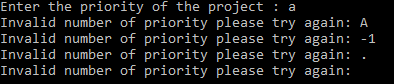 Enter the priority of the project : a
Invalid number of priority please try again: A
Invalid number of priority please try again: -1
Invalid number of priority please try again: .
Invalid number of priority please try again: